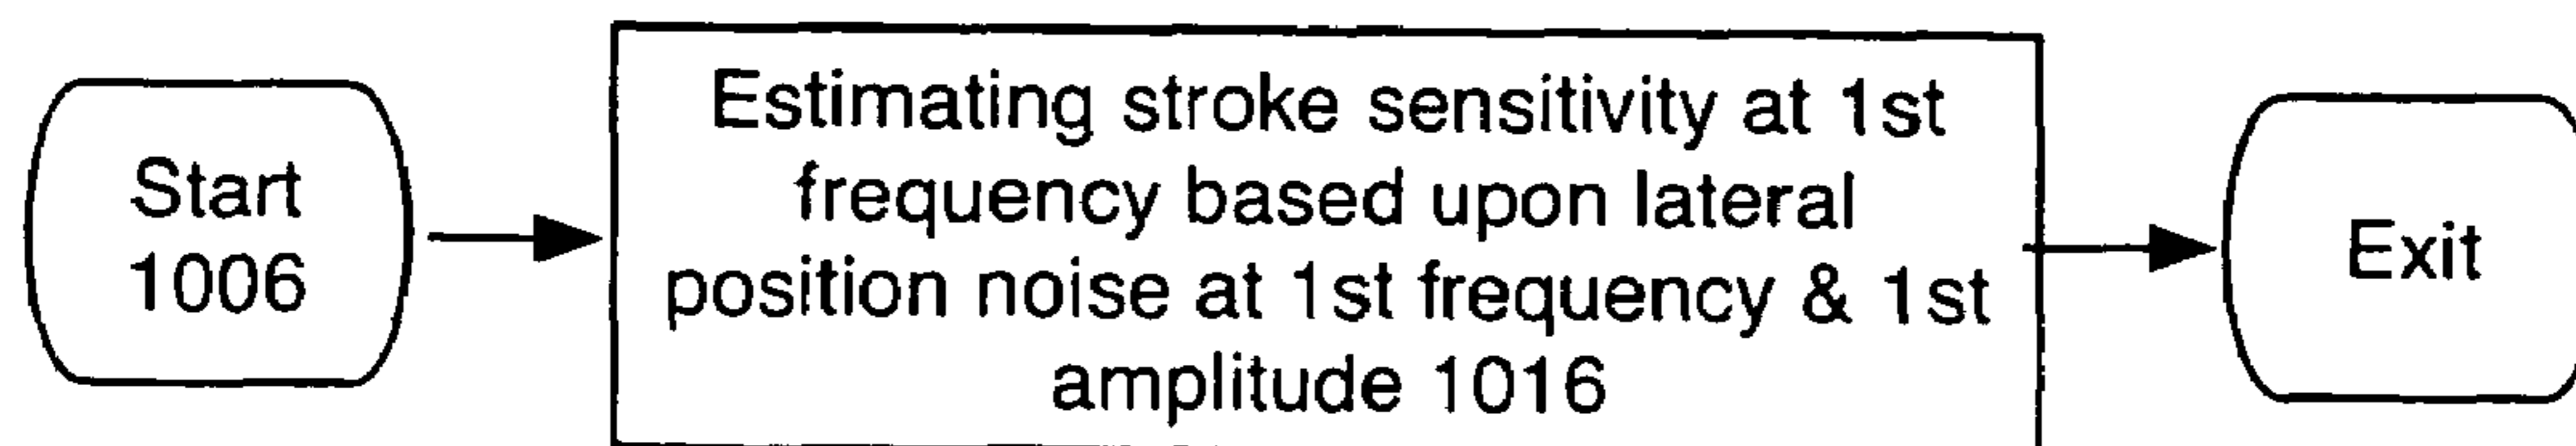 Start
1006
Estimating stroke sensitivity at 1st
frequency based upon lateral
position noise at 1st frequency & 1st
amplitude 1016
Exit